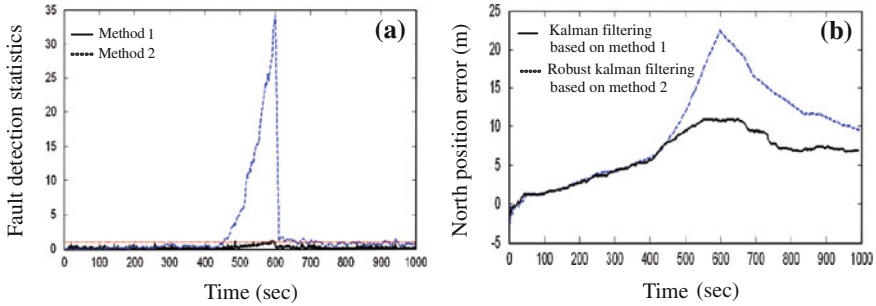 (a)
Method 1
Method 2
35
30
25
20
15
10
5
0
0 100 200 300 400 500 600 700 800 900 1000
Fault detection statistics
Time (sec)
(b)
Kalman filtering
based on method 1
Robust kalman filtering
based on method 2
25
20
15
10
5
0
-5
0 100 200 300 400 500 600 700 800 900 1000
North position error (m)
Time (sec)